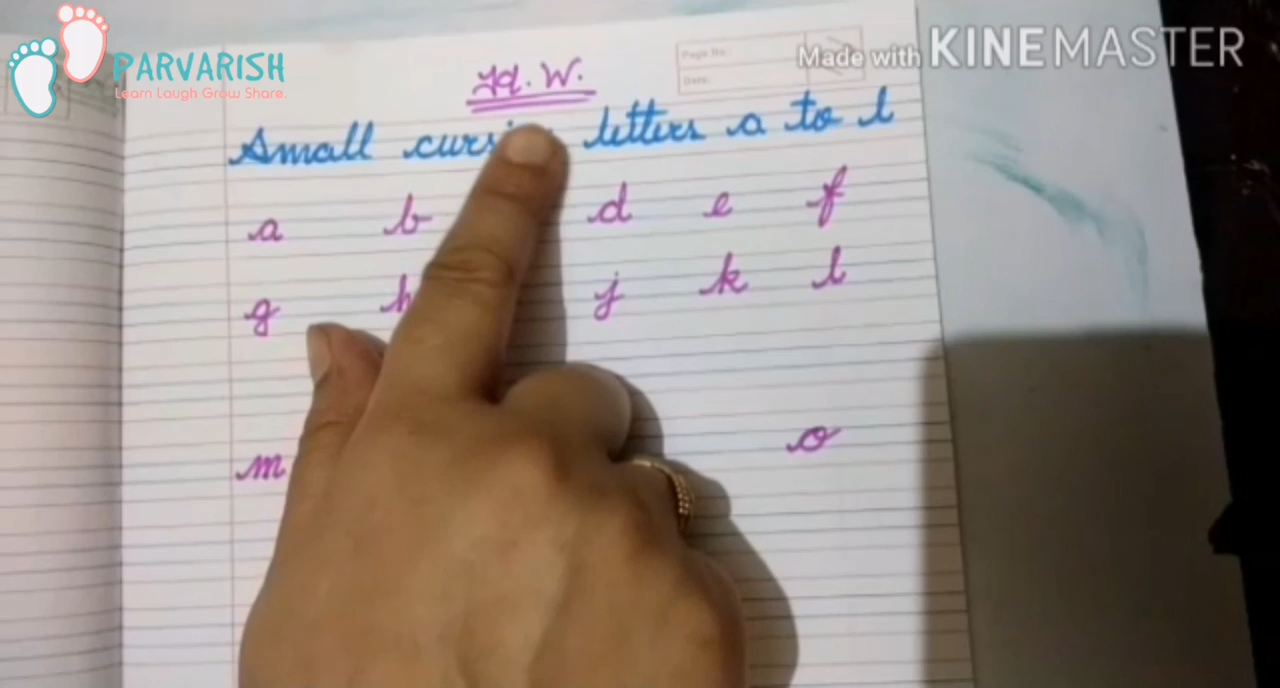 PARVARISH
Learn Laugh Grow Share.
Made with KINEMASTER
Page No.:
Date:
H.W.
Small letters a to l
a b d e f
g h j k l
m o